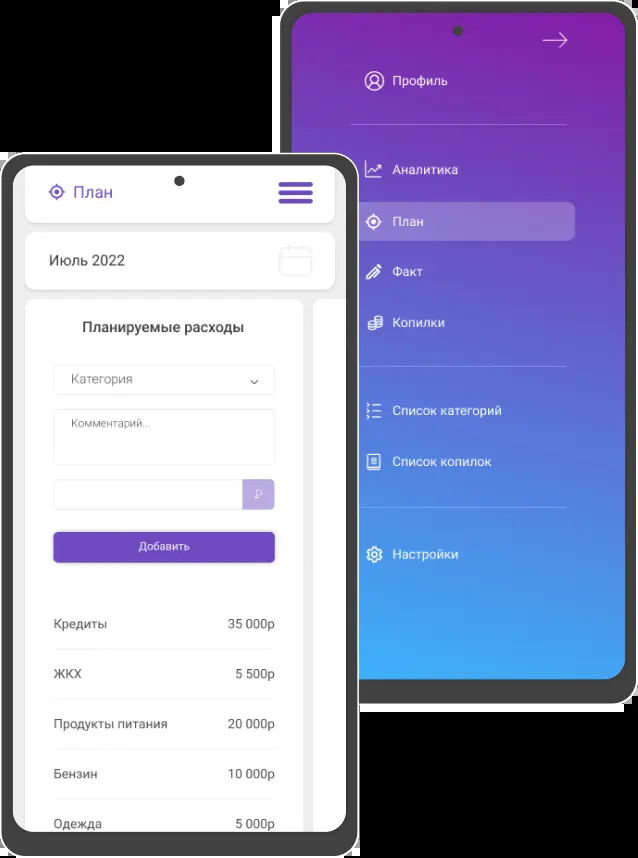 План
Июль 2022
Планируемые расходы
Категория
Комментарий...
₽
Добавить
Кредиты 35 000р
ЖКХ 5 500р
Продукты питания 20 000р
Бензин 10 000р
Одежда 5 000р
Профиль
Аналитика
План
Факт
Копилки
Список категорий
Список копилок
Настройки